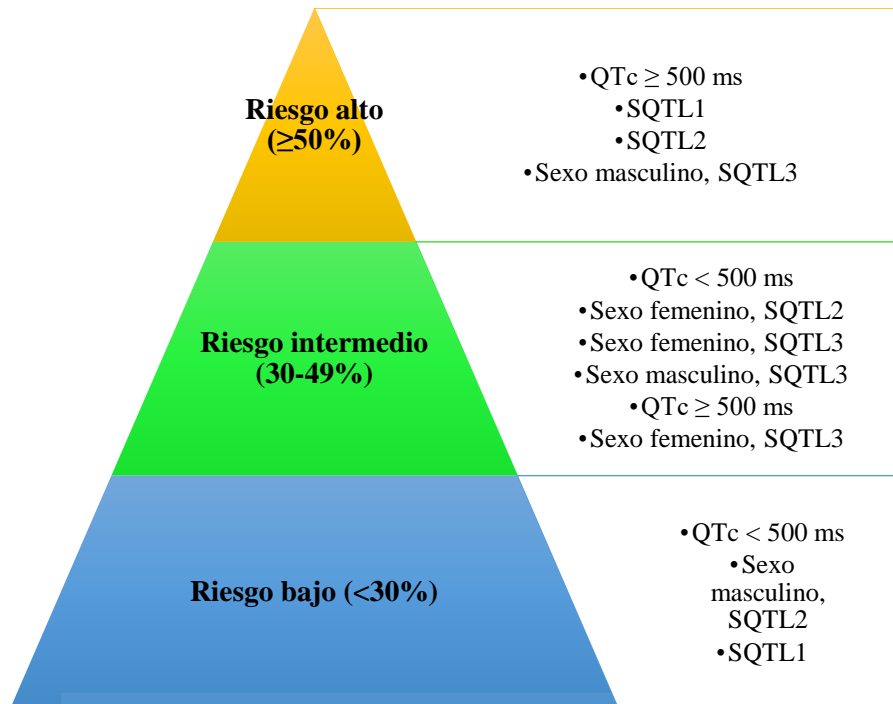 Riesgo alto
(≥50%)
•QTc ≥ 500 ms
•SQTL1
•SQTL2
•Sexo masculino, SQTL3
Riesgo intermedio
(30-49%)
•QTc < 500 ms
•Sexo femenino, SQTL2
•Sexo femenino, SQTL3
•Sexo masculino, SQTL3
•QTc ≥ 500 ms
•Sexo femenino, SQTL3
Riesgo bajo (<30%)
•QTc < 500 ms
•Sexo
masculino,
SQTL2
•SQTL1